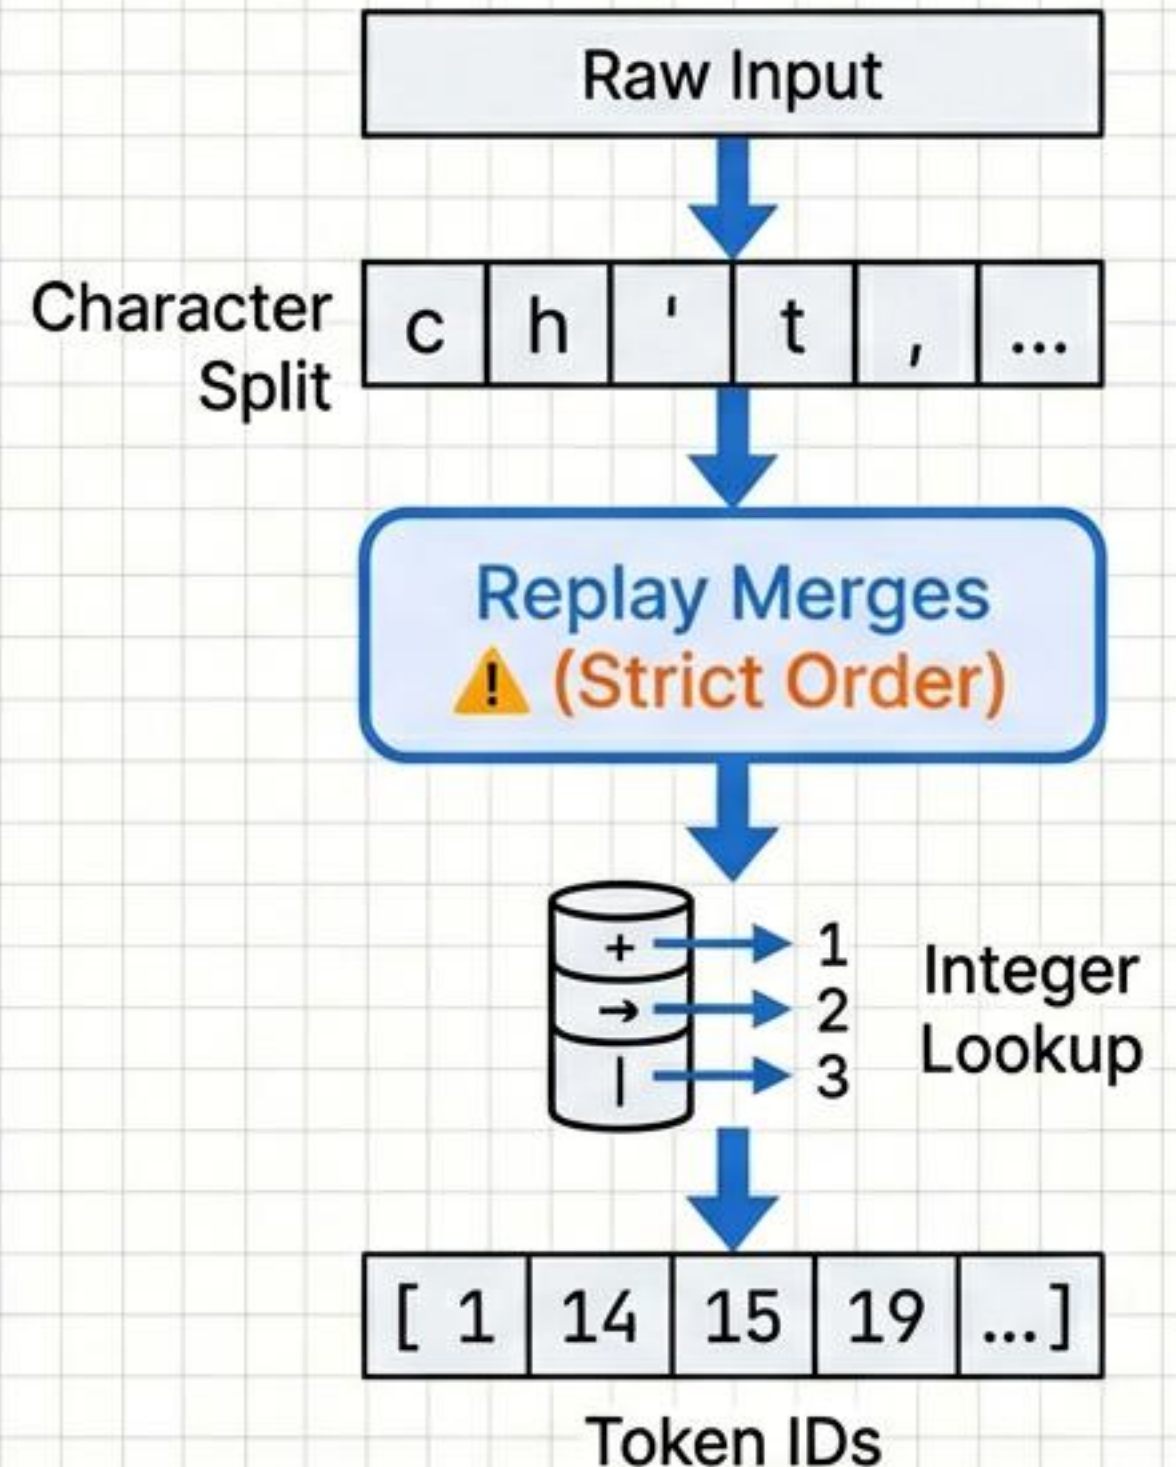 Raw Input
Character
Split
c h ' t , ...
Replay Merges
⚠ (Strict Order)
+ → 1
→ → 2
| → 3
Integer
Lookup
[ 1 14 15 19 ...]
Token IDs